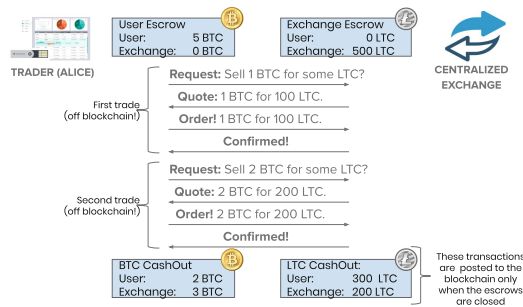 User Escrow
User: 5 BTC
Exchange: 0 BTC
Exchange Escrow
User: 0 LTC
Exchange: 500 LTC
TRADER (ALICE)
CENTRALIZED
EXCHANGE
First trade
(off blockchain!)
Request: Sell 1 BTC for some LTC?
Quote: 1 BTC for 100 LTC.
Order! 1 BTC for 100 LTC.
Confirmed!
Second trade
(off blockchain!)
Request: Sell 2 BTC for some LTC?
Quote: 2 BTC for 200 LTC.
Order! 2 BTC for 200 LTC.
Confirmed!
BTC CashOut
User: 2 BTC
Exchange: 3 BTC
LTC CashOut:
User: 300 LTC
Exchange: 200 LTC
These transactions
are posted to the
blockchain only
when the escrows
are closed